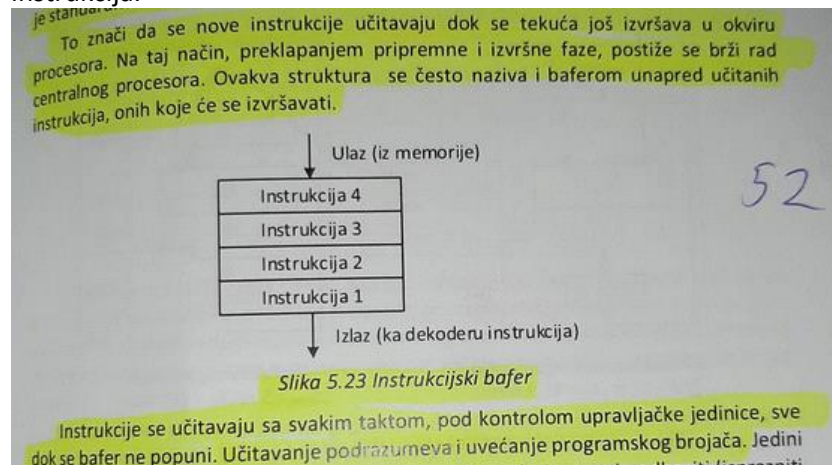 instrukcija.
je standard
To znači da se nove instrukcije učitavaju dok se tekuća još izvršava u okviru
procesora. Na taj način, preklapanjem pripremne i izvršne faze, postiže se brži rad
centralnog procesora. Ovakva struktura se često naziva i baferom unapred učitanih
instrukcija, onih koje će se izvršavati.
Ulaz (iz memorije)
52
Instrukcija 4
Instrukcija 3
Instrukcija 2
Instrukcija 1
Izlaz (ka dekoderu instrukcija)
Slika 5.23 Instrukcijski bafer
Instrukcije se učitavaju sa svakim taktom, pod kontrolom upravljačke jedinice, sve
dok se bafer ne popuni. Učitavanje podrazumeva i uvećanje programskog brojača. Jedini